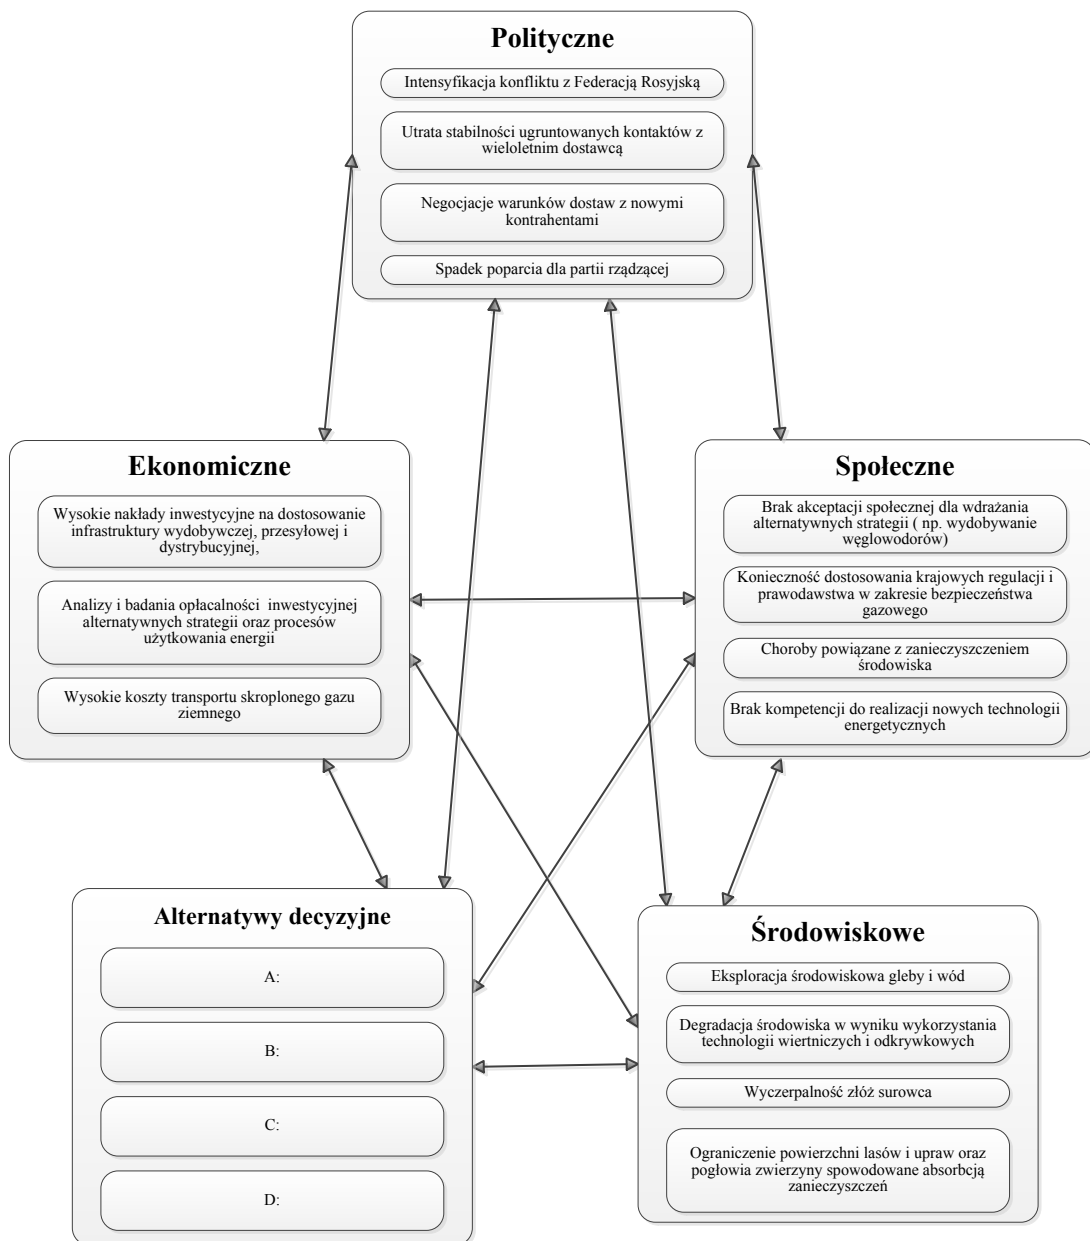 Polityczne
Intensyfikacja konfliktu z Federacją Rosyjską
Utrata stabilności ugruntowanych kontaktów z
wieloletnim dostawcą
Negocjacje warunków dostaw z nowymi
kontrahentami
Spadek poparcia dla partii rządzącej
Ekonomiczne
Wysokie nakłady inwestycyjne na dostosowanie
infrastruktury wydobywczej, przesyłowej i
dystrybucyjnej,
Analizy i badania opłacalności inwestycyjnej
alternatywnych strategii oraz procesów
użytkowania energii
Wysokie koszty transportu skroplonego gazu
ziemnego
Społeczne
Brak akceptacji społecznej dla wdrażania
alternatywnych strategii ( np. wydobywanie
węglowodorów)
Konieczność dostosowania krajowych regulacji i
prawodawstwa w zakresie bezpieczeństwa
gazowego
Choroby powiązane z zanieczyszczeniem
środowiska
Brak kompetencji do realizacji nowych technologii
energetycznych
Alternatywy decyzyjne
A:
B:
C:
D:
Środowiskowe
Eksploracja środowiskowa gleby i wód
Degradacja środowiska w wyniku wykorzystania
technologii wiertniczych i odkrywkowych
Wyczerpalność złóż surowca
Ograniczenie powierzchni lasów i upraw oraz
pogłowia zwierzyny spowodowane absorbcją
zanieczyszczeń